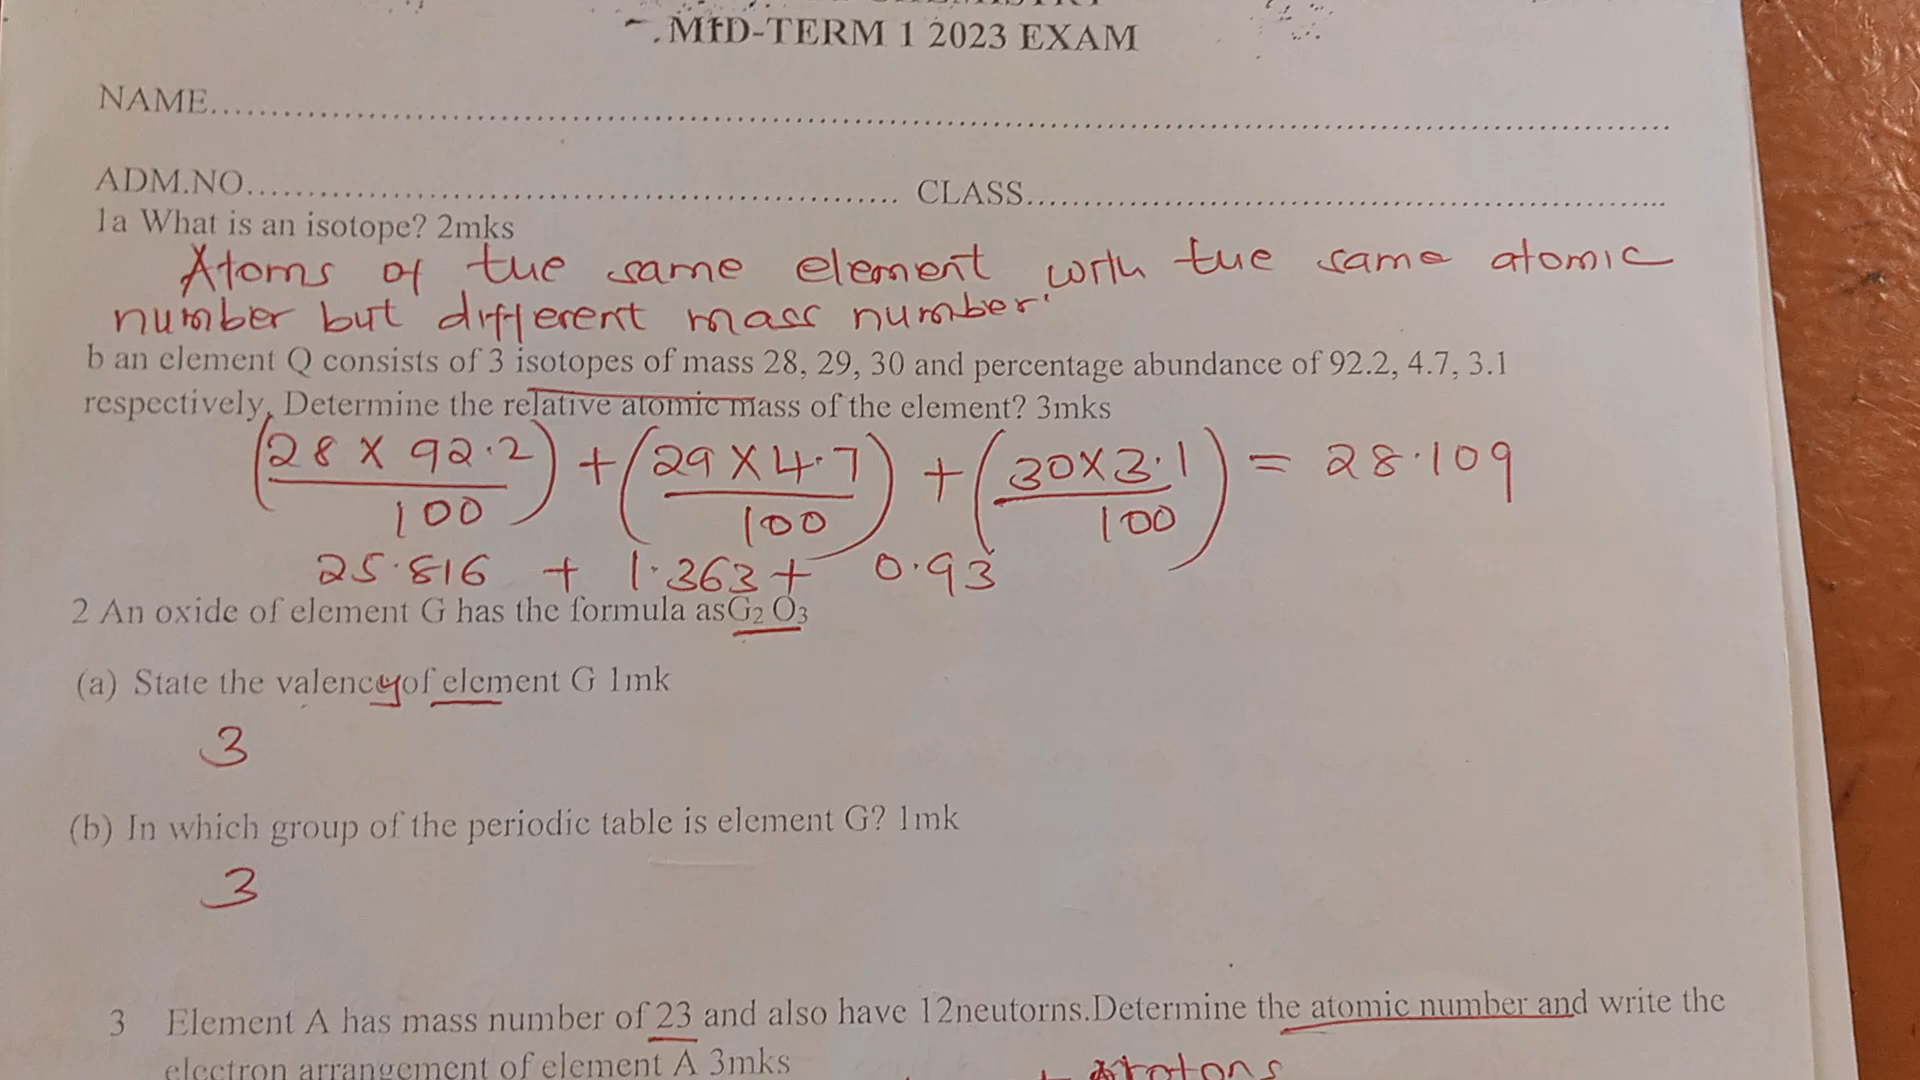 MID-TERM 1 2023 EXAM
NAME....................
ADM.NO.................... CLASS....................
1a What is an isotope? 2mks
Atoms of the same element with the same atomic
number but different mass number.
b an element Q consists of 3 isotopes of mass 28, 29, 30 and percentage abundance of 92.2, 4.7, 3.1
respectively, Determine the relative atomic mass of the element? 3mks
(28 X 92.2 / 100) + (29 X 4.7 / 100) + (30 X 3.1 / 100) = 28.109
25.816 + 1.363 + 0.93
2 An oxide of element G has the formula asG₂ O₃
(a) State the valencyof element G 1mk
3
(b) In which group of the periodic table is element G? 1mk
3
3 Element A has mass number of 23 and also have 12neutorns.Determine the atomic number and write the
electron arrangement of element A 3mks
+ protons